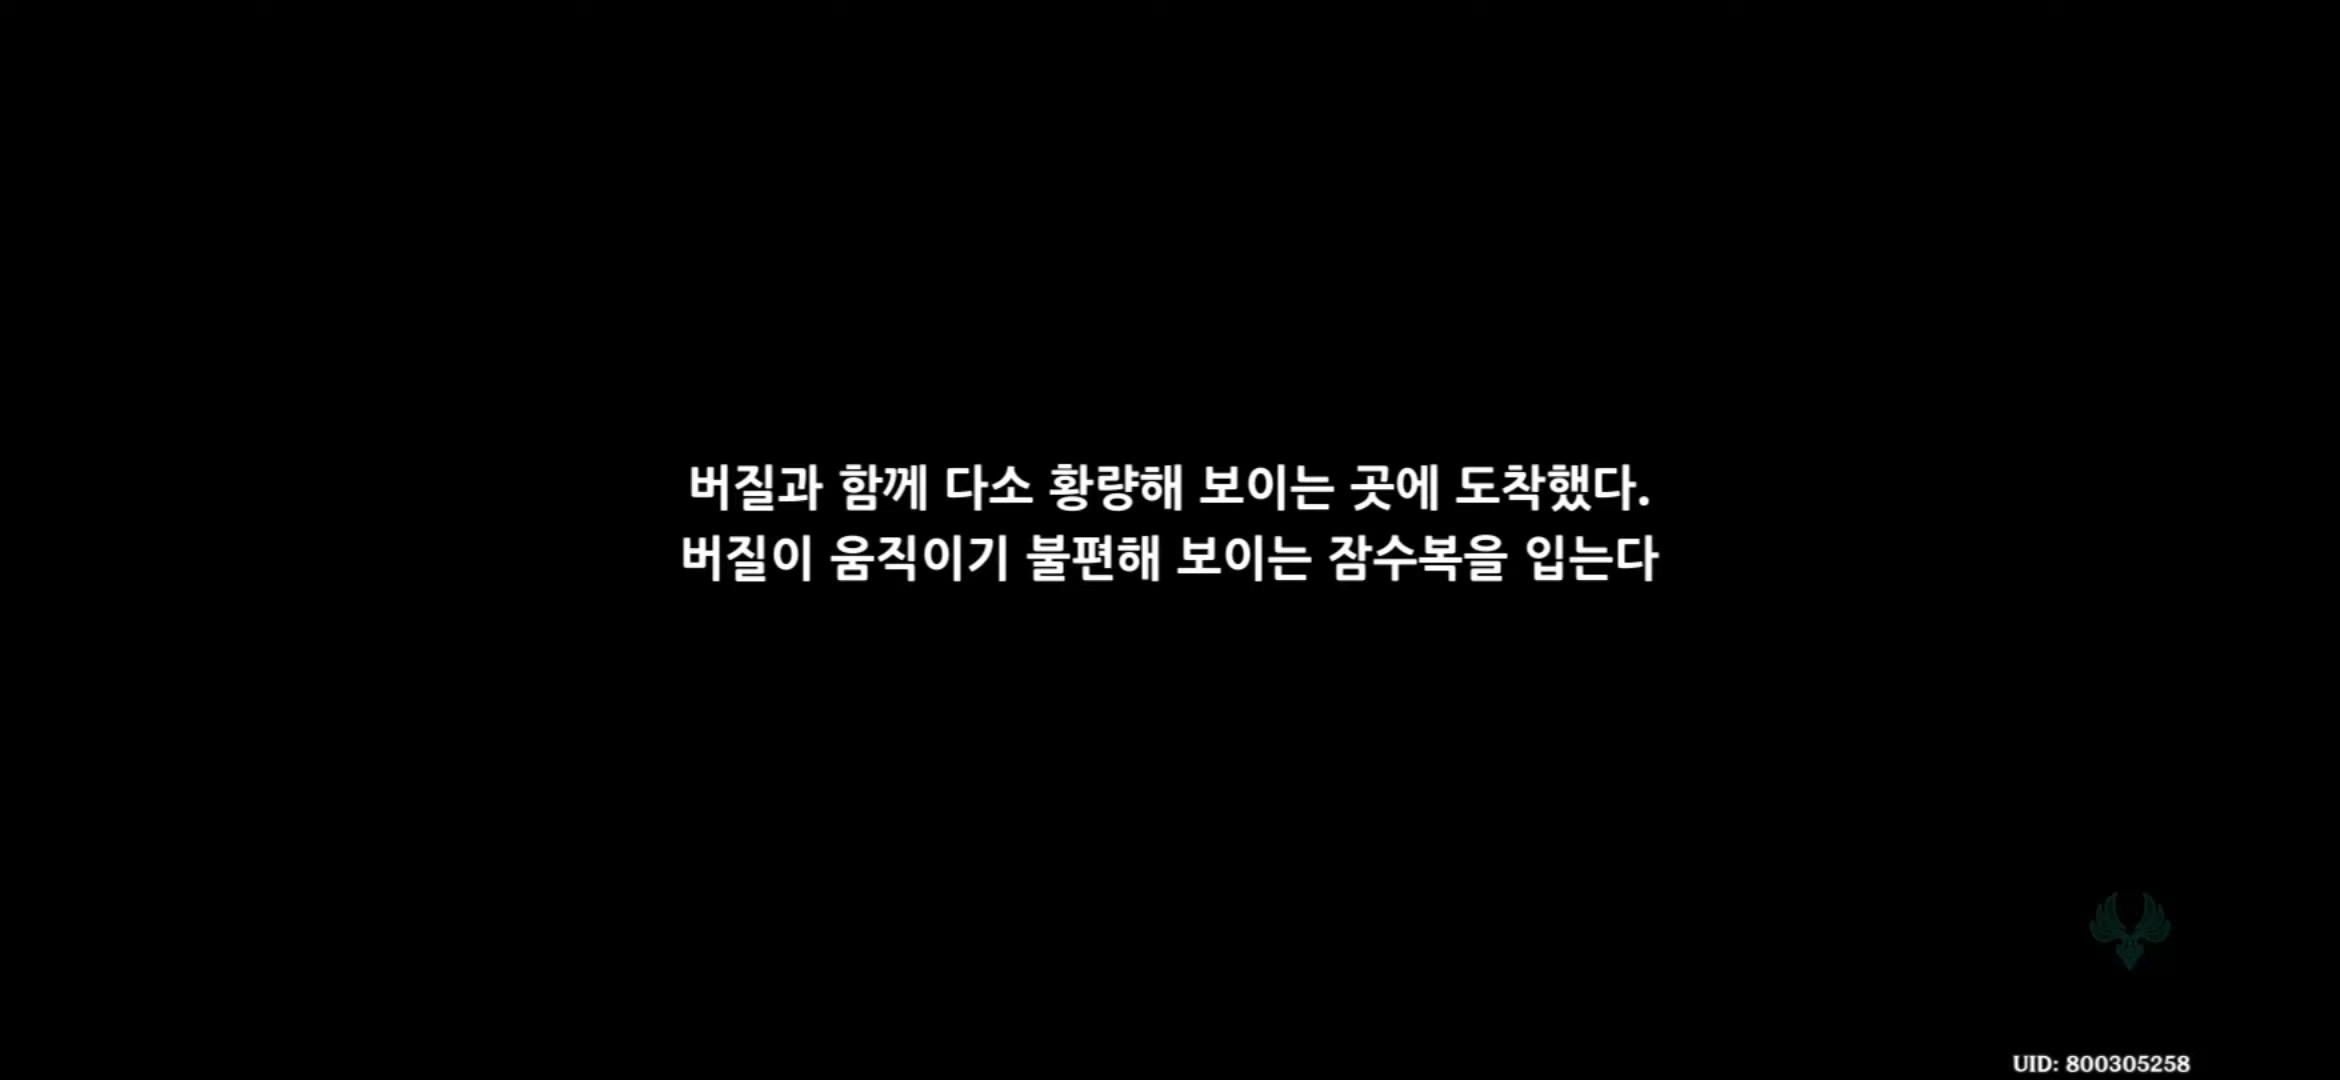 버질과 함께 다소 황량해 보이는 곳에 도착했다.
버질이 움직이기 불편해 보이는 잠수복을 입는다
UID: 800305258